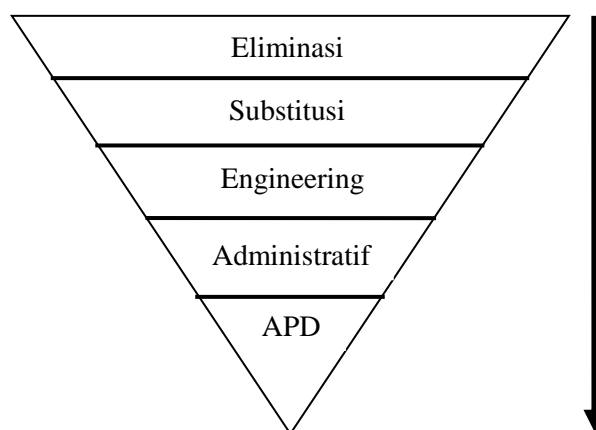 Eliminasi
Substitusi
Engineering
Administratif
APD